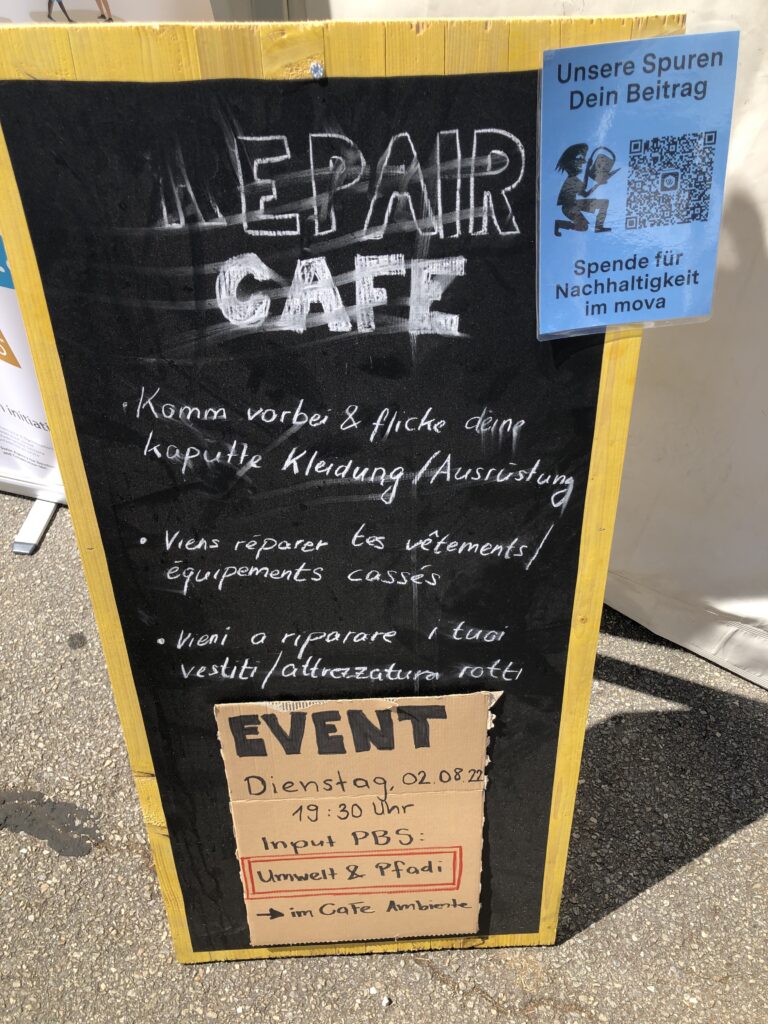 REPAIR
CAFE
Unsere Spuren
Dein Beitrag
Spende für
Nachhaltigkeit
im mova
• Komm vorbei & flicke deine
kaputte Kleidung/Ausrüstung
• Viens réparer tes vêtements/
équipements cassés
• Vieni a riparare i tuoi
vestiti/attrazzatura rotti
EVENT
Dienstag, 02.08.22
19:30 Uhr
Input PBS:
Umwelt & Pfadi
→ im Cafe Ambiente
initiati